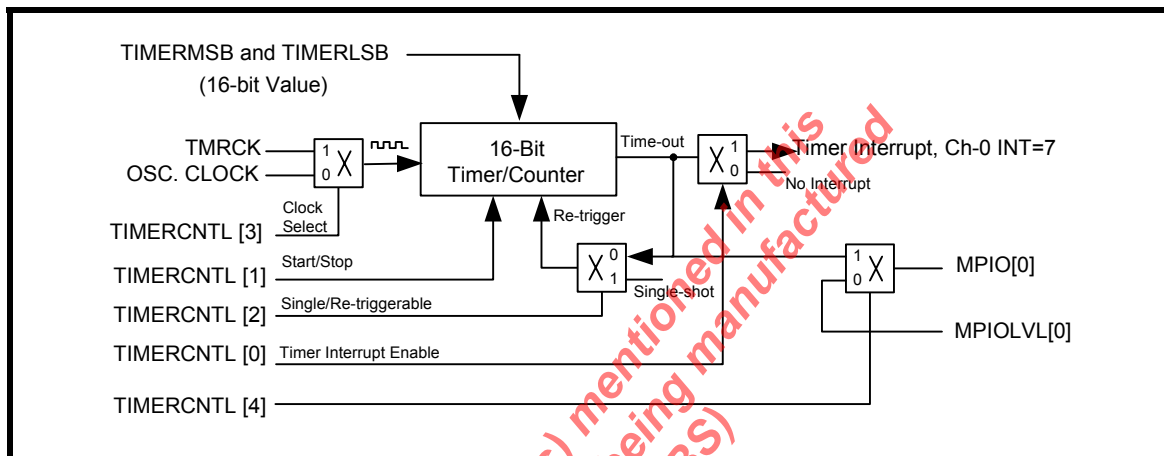 TIMERMSB and TIMERLSB
(16-bit Value)
TMRCK
OSC. CLOCK
1
0
X
16-Bit
Timer/Counter
Time-out
X
1
0
Timer Interrupt, Ch-0 INT=7
No Interrupt
Clock
Select
TIMERCNTL [3]
Re-trigger
Start/Stop
TIMERCNTL [1]
X
0
1
Single-shot
1
0
X
MPIO[0]
Single/Re-triggerable
TIMERCNTL [2]
MPIOLVL[0]
TIMERCNTL [0]
Timer Interrupt Enable
TIMERCNTL [4]
) mentioned in this
eing manufactured